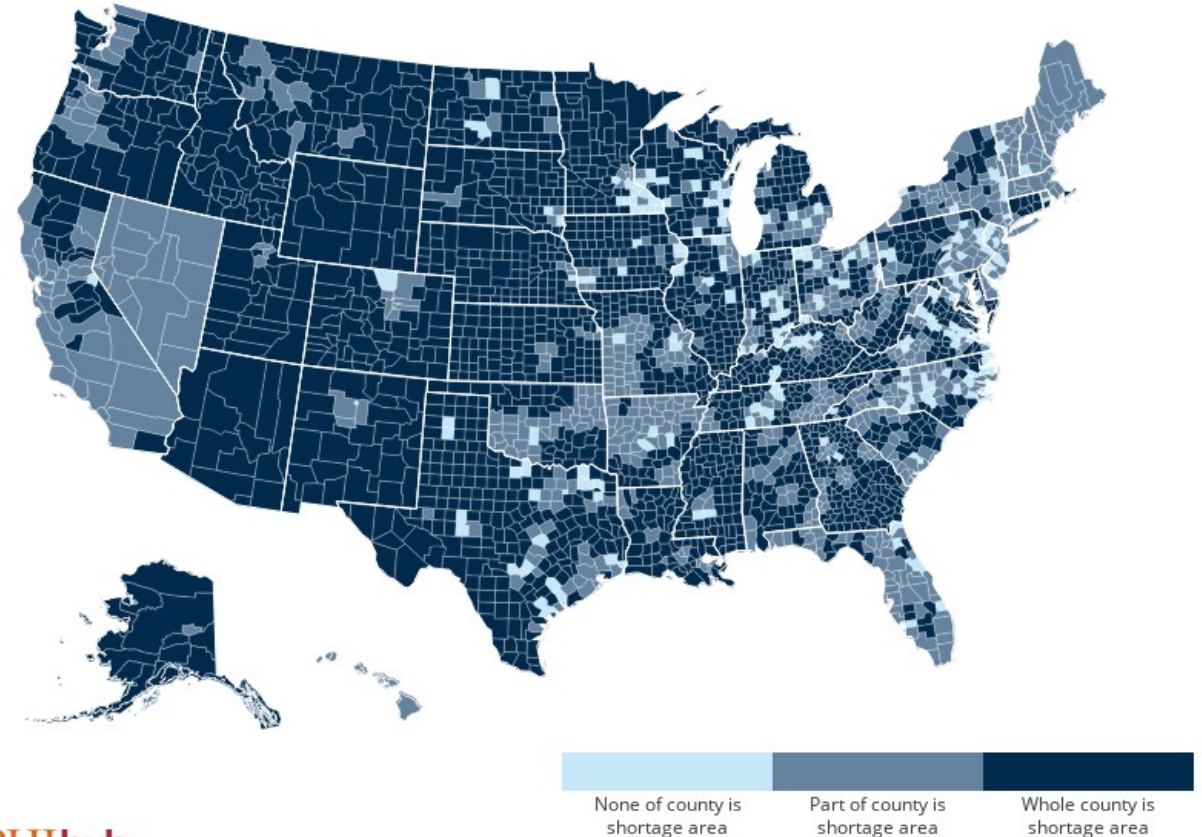 None of county is
shortage area
Part of county is
shortage area
Whole county is
shortage area